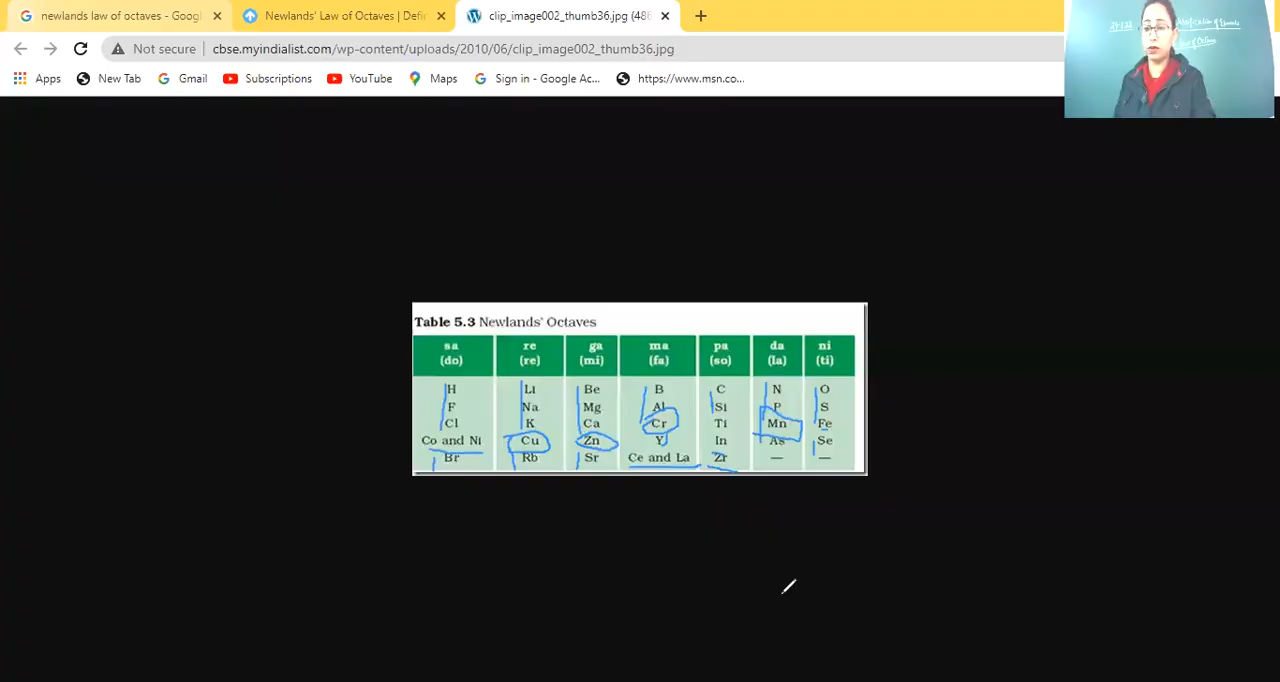 newlands law of octaves - Googl
Newlands' Law of Octaves | Defin
clip_image002_thumb36.jpg (486
Not secure
cbse.myindialist.com/wp-content/uploads/2010/06/clip_image002_thumb36.jpg
Apps New Tab Gmail Subscriptions YouTube Maps Sign in - Google Ac... https://www.msn.co...
Table 5.3 Newlands' Octaves
sa re ga ma pa da ni
(do) (re) (mi) (fa) (so) (la) (ti)
H Li Be B C N O
F Na Mg Al Si P S
Cl K Ca Cr Ti Mn Fe
Co and Ni Cu Zn Y In As Se
Br Rb Sr Ce and La Zr — —